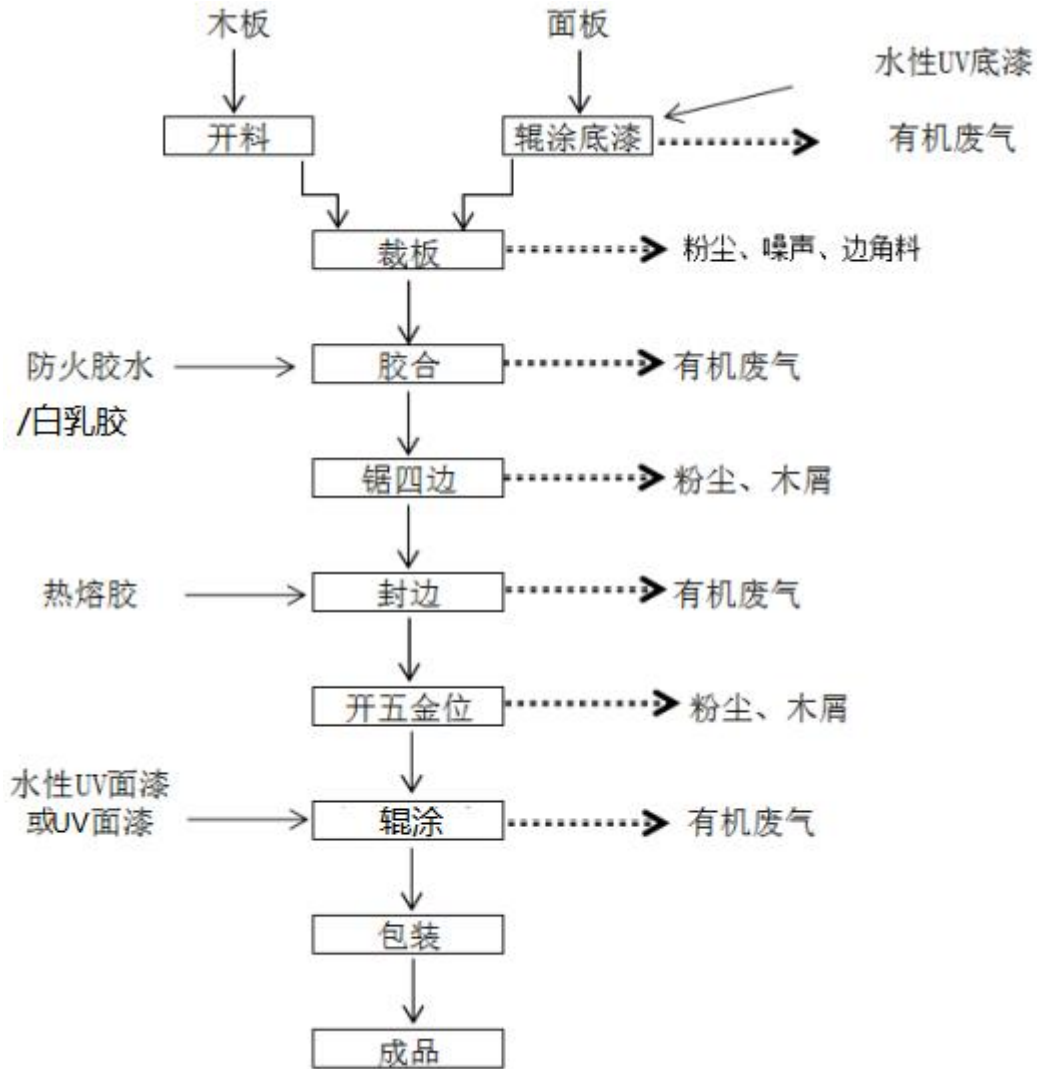 木板
面板
水性UV底漆
开料
辊涂底漆
有机废气
裁板
粉尘、噪声、边角料
防火胶水
/白乳胶
胶合
有机废气
锯四边
粉尘、木屑
热熔胶
封边
有机废气
开五金位
粉尘、木屑
水性UV面漆
或UV面漆
辊涂
有机废气
包装
成品